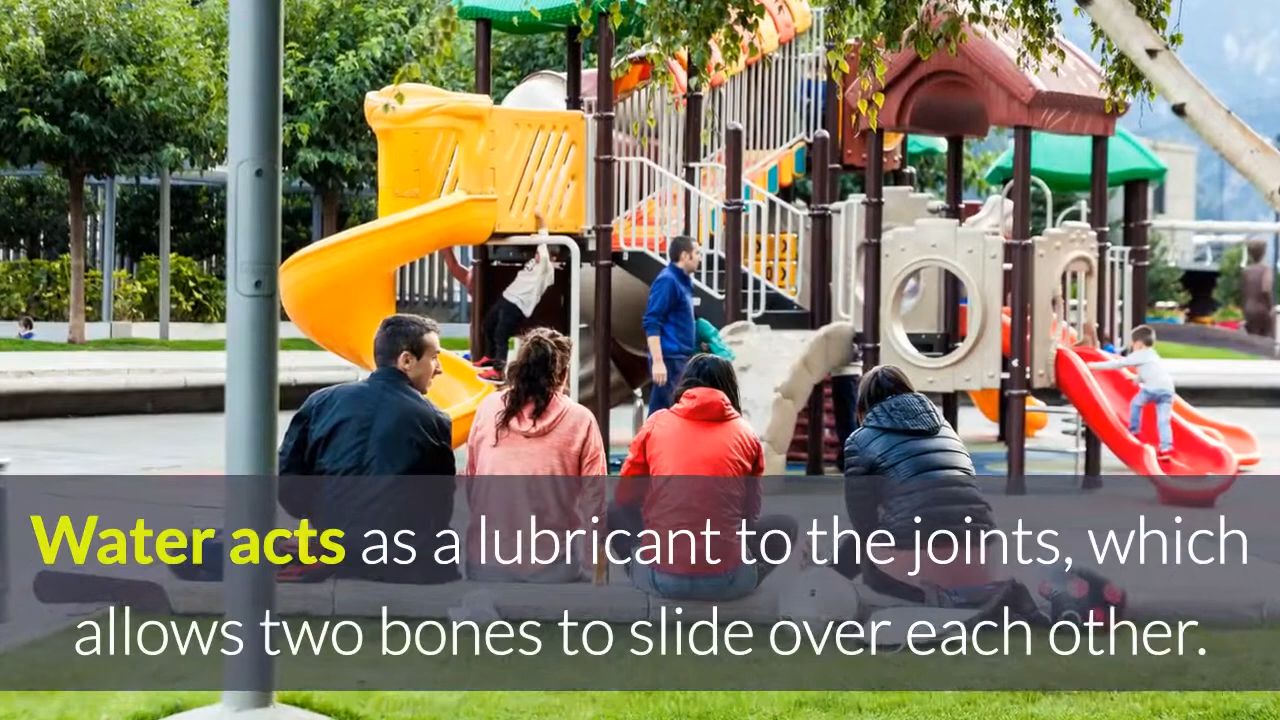 Water acts as a lubricant to the joints, which
allows two bones to slide over each other.